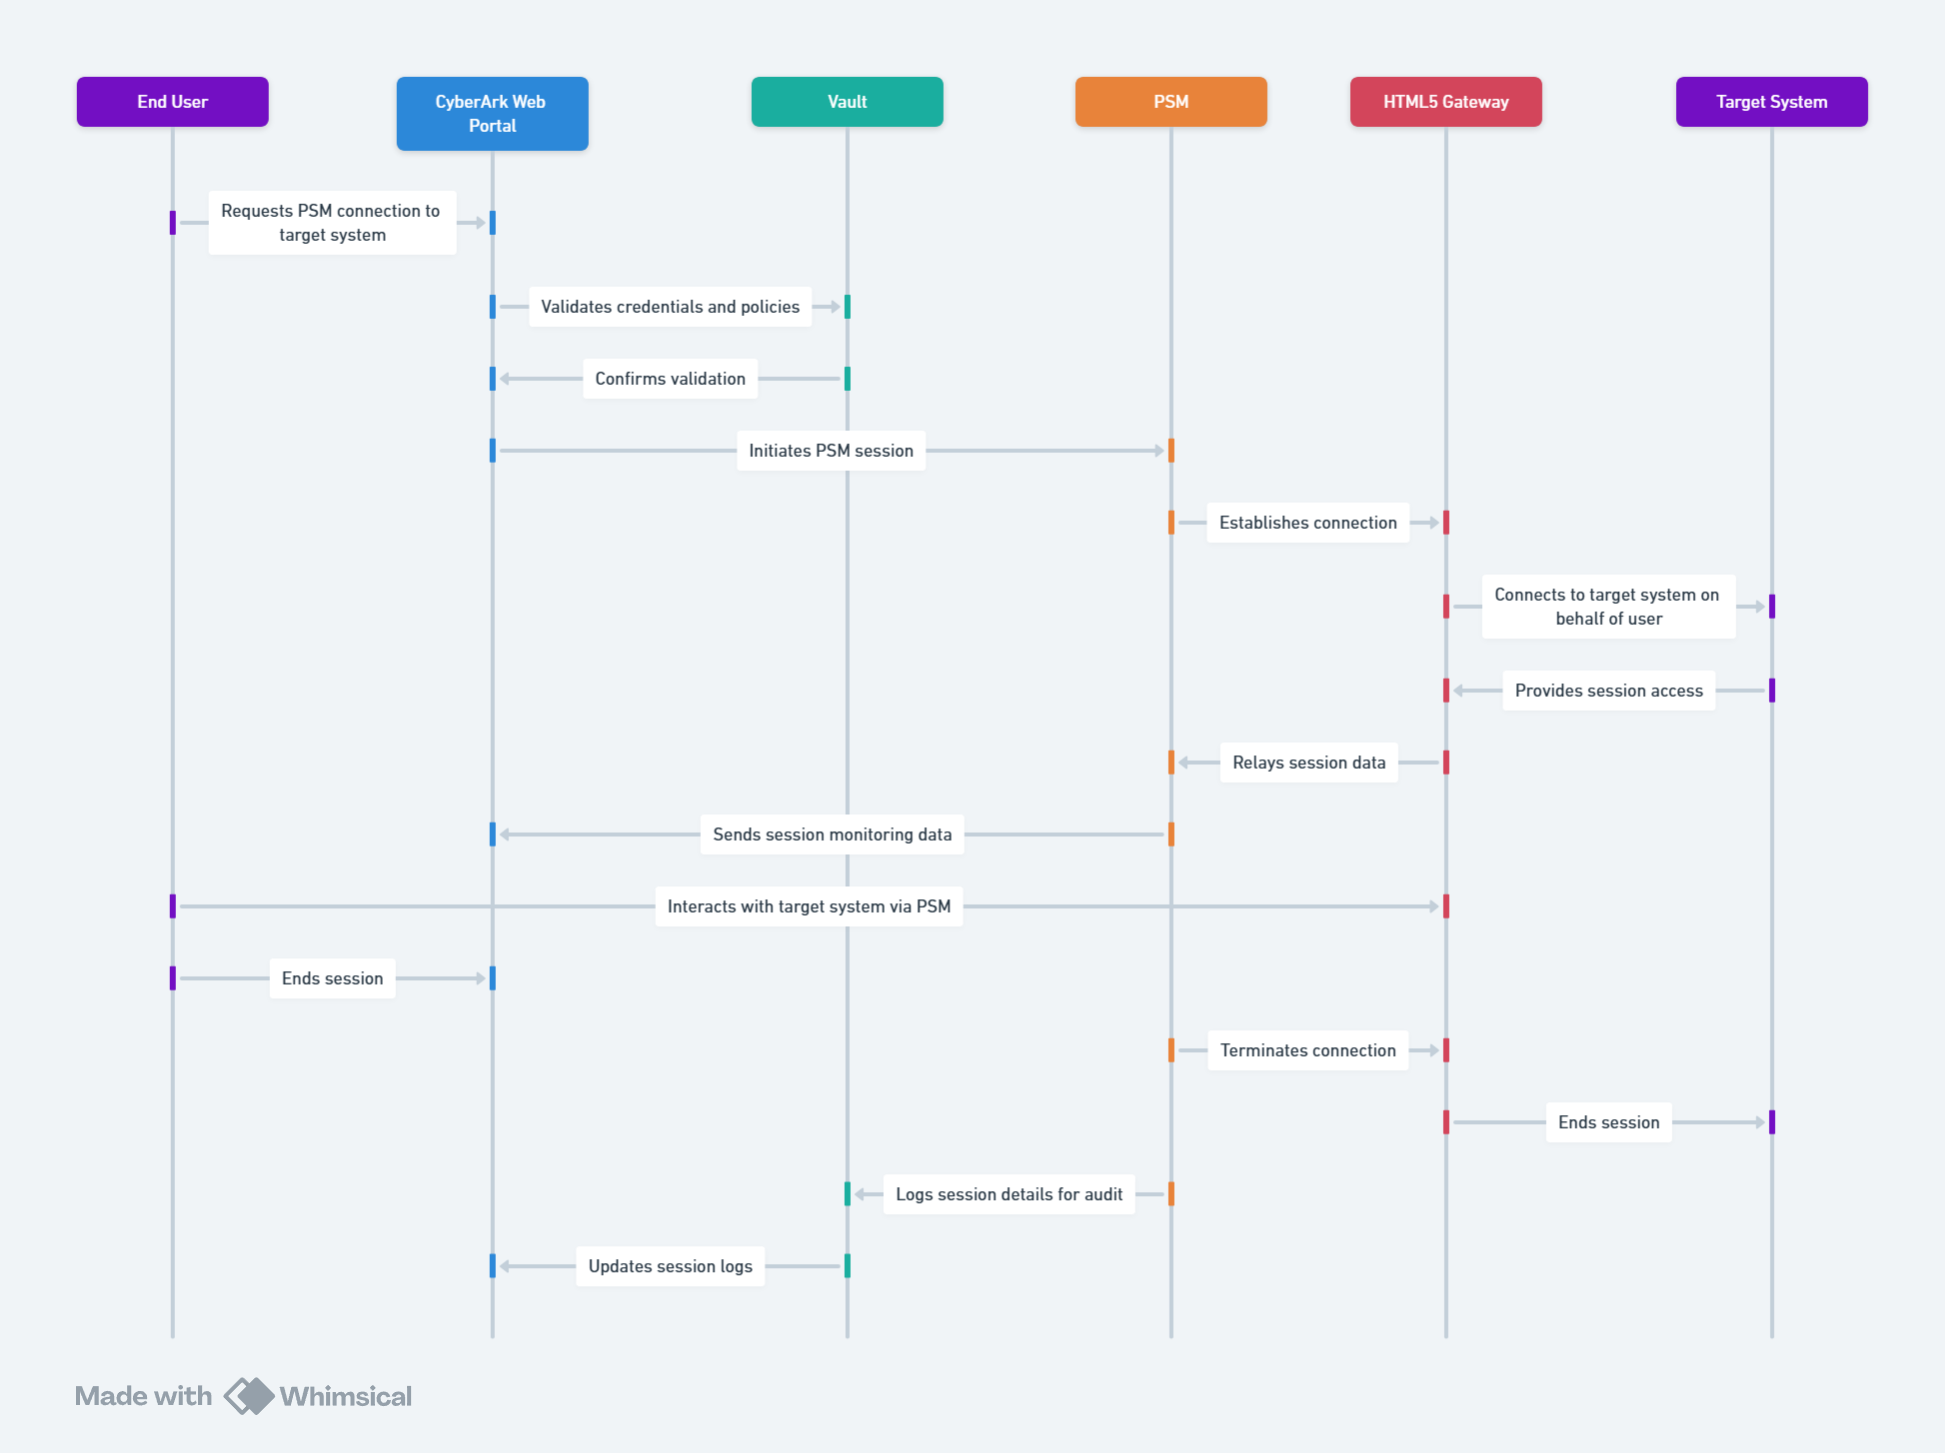 End User
CyberArk Web
Portal
Vault
PSM
HTML5 Gateway
Target System
Requests PSM connection to
target system
Validates credentials and policies
Confirms validation
Initiates PSM session
Establishes connection
Connects to target system on
behalf of user
Provides session access
Relays session data
Sends session monitoring data
Interacts with target system via PSM
Ends session
Terminates connection
Ends session
Logs session details for audit
Updates session logs
Made with Whimsical